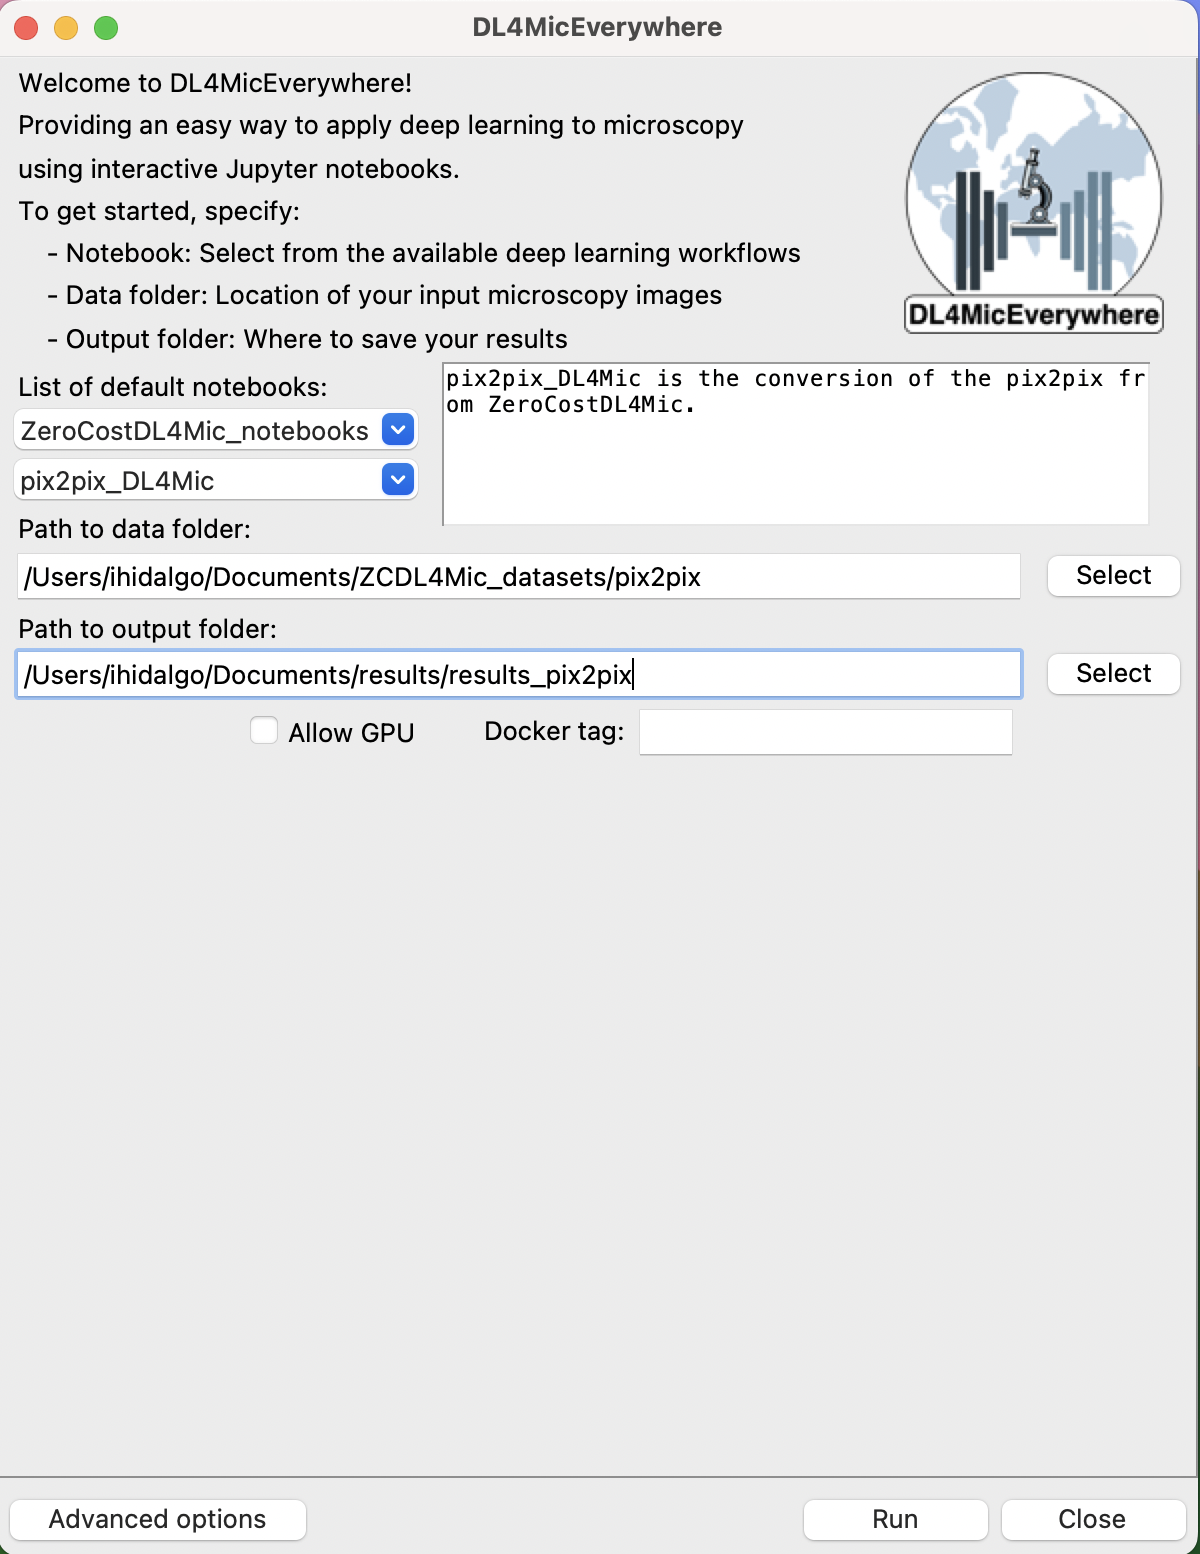 DL4MicEverywhere
Welcome to DL4MicEverywhere!
Providing an easy way to apply deep learning to microscopy
using interactive Jupyter notebooks.
To get started, specify:
- Notebook: Select from the available deep learning workflows
- Data folder: Location of your input microscopy images
- Output folder: Where to save your results
DL4MicEverywhere
List of default notebooks:
ZeroCostDL4Mic_notebooks
pix2pix_DL4Mic
pix2pix_DL4Mic is the conversion of the pix2pix fr
om ZeroCostDL4Mic.
Path to data folder:
/Users/ihidalgo/Documents/ZCDL4Mic_datasets/pix2pix
Select
Path to output folder:
/Users/ihidalgo/Documents/results/results_pix2pix
Select
Allow GPU
Docker tag:
Advanced options
Run
Close